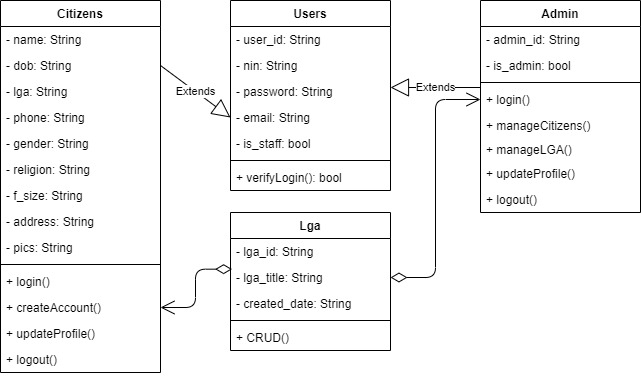 Citizens
- name: String
- dob: String
- lga: String
- phone: String
- gender: String
- religion: String
- f_size: String
- address: String
- pics: String
+ login()
+ createAccount()
+ updateProfile()
+ logout()
Extends
Users
- user_id: String
- nin: String
- password: String
- email: String
- is_staff: bool
+ verifyLogin(): bool
Extends
Admin
- admin_id: String
- is_admin: bool
+ login()
+ manageCitizens()
+ manageLGA()
+ updateProfile()
+ logout()
Lga
- lga_id: String
- lga_title: String
- created_date: String
+ CRUD()